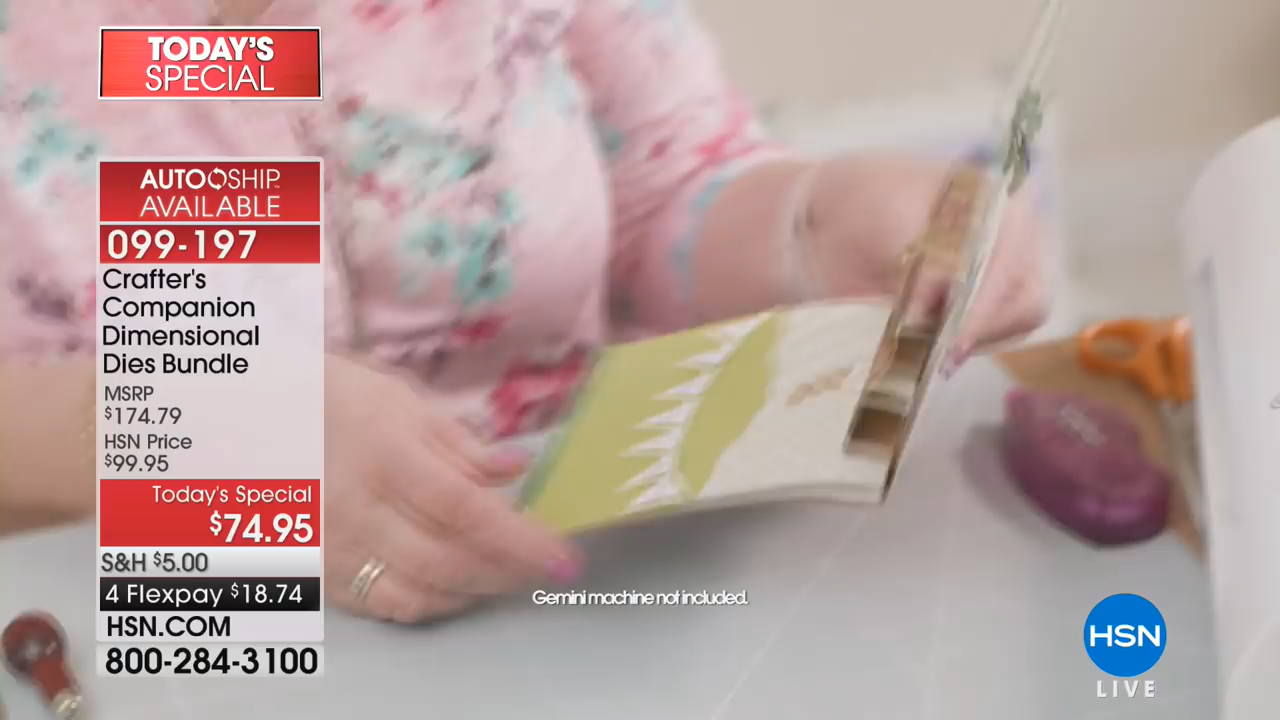 TODAY'S
SPECIAL
AUTO SHIP
AVAILABLE
099-197
Crafter's
Companion
Dimensional
Dies Bundle
MSRP
$174.79
HSN Price
$99.95
Today's Special
$74.95
S&H $5.00
4 Flexpay $18.74
HSN.COM
800-284-3100
Gemini machine not included.
HSN
LIVE